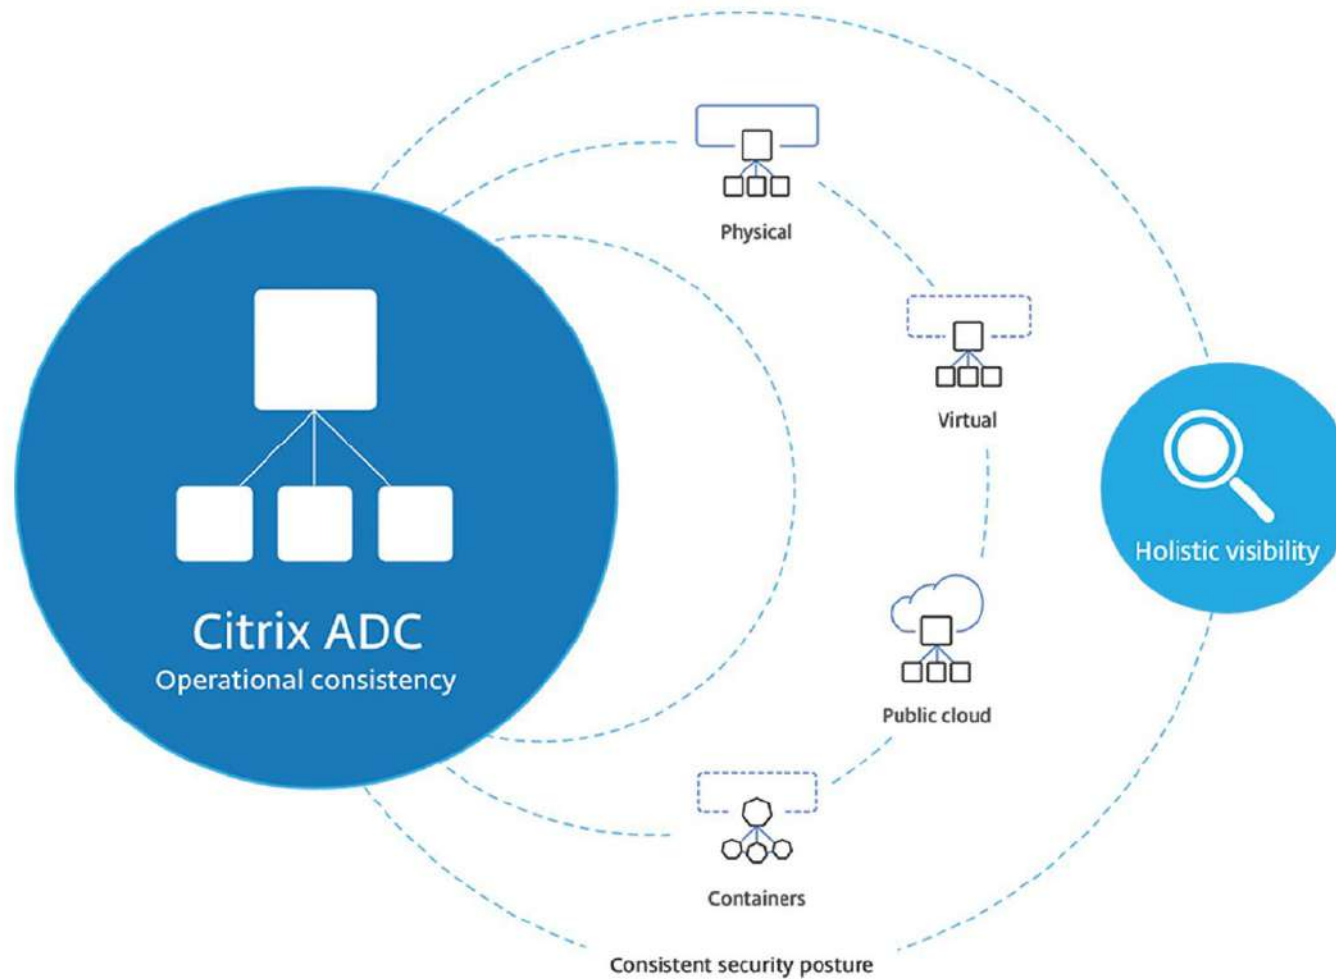 Physical
Virtual
Citrix ADC
Operational consistency
Holistic visibility
Public cloud
Containers
Consistent security posture